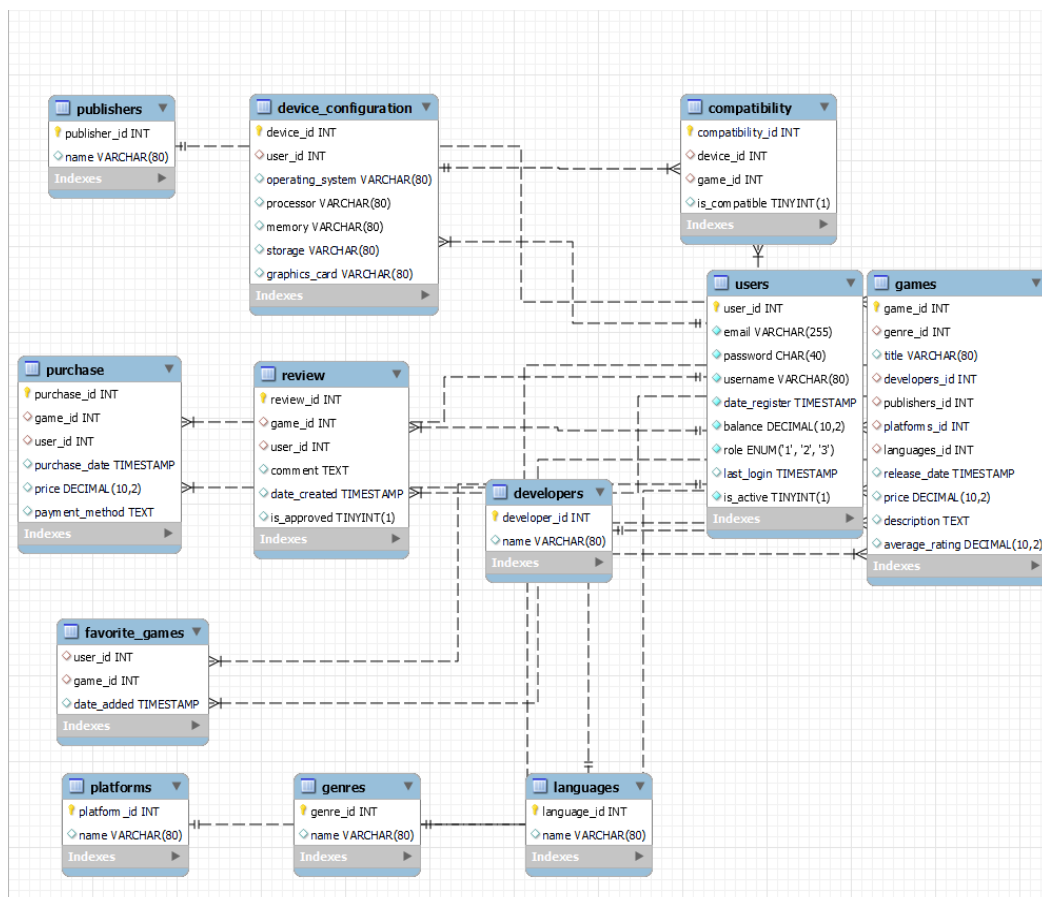 publishers
publisher_id INT
name VARCHAR(80)
Indexes
device_configuration
device_id INT
user_id INT
operating_system VARCHAR(80)
processor VARCHAR(80)
memory VARCHAR(80)
storage VARCHAR(80)
graphics_card VARCHAR(80)
Indexes
compatibility
compatibility_id INT
device_id INT
game_id INT
is_compatible TINYINT(1)
Indexes
users
user_id INT
email VARCHAR(255)
password CHAR(40)
username VARCHAR(80)
date_register TIMESTAMP
balance DECIMAL(10,2)
role ENUM('1', '2', '3')
last_login TIMESTAMP
is_active TINYINT(1)
Indexes
games
game_id INT
genre_id INT
title VARCHAR(80)
developers_id INT
publishers_id INT
platforms_id INT
languages_id INT
release_date TIMESTAMP
price DECIMAL(10,2)
description TEXT
average_rating DECIMAL(10,2)
Indexes
purchase
purchase_id INT
game_id INT
user_id INT
purchase_date TIMESTAMP
price DECIMAL(10,2)
payment_method TEXT
Indexes
review
review_id INT
game_id INT
user_id INT
comment TEXT
date_created TIMESTAMP
is_approved TINYINT(1)
Indexes
developers
developer_id INT
name VARCHAR(80)
Indexes
favorite_games
user_id INT
game_id INT
date_added TIMESTAMP
Indexes
platforms
platform_id INT
name VARCHAR(80)
Indexes
genres
genre_id INT
name VARCHAR(80)
Indexes
languages
language_id INT
name VARCHAR(80)
Indexes